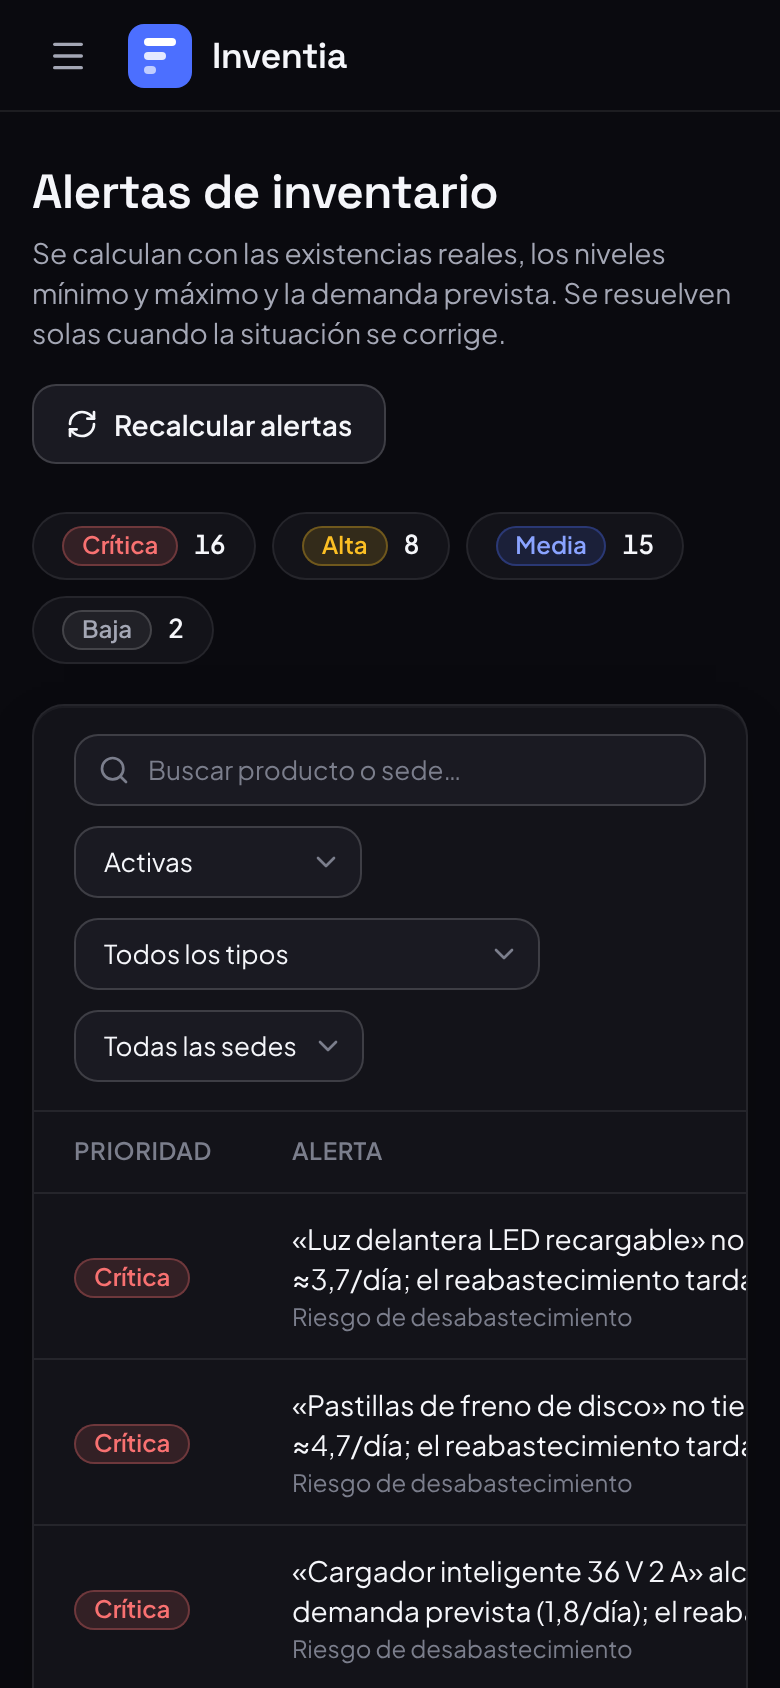 Inventia
Alertas de inventario
Se calculan con las existencias reales, los niveles
mínimo y máximo y la demanda prevista. Se resuelven
solas cuando la situación se corrige.
Recalcular alertas
Crítica 16
Alta 8
Media 15
Baja 2
Buscar producto o sede…
Activas
Todos los tipos
Todas las sedes
PRIORIDAD ALERTA
Crítica
«Luz delantera LED recargable» no
≈3,7/día; el reabastecimiento tarda
Riesgo de desabastecimiento
Crítica
«Pastillas de freno de disco» no tie
≈4,7/día; el reabastecimiento tarda
Riesgo de desabastecimiento
Crítica
«Cargador inteligente 36 V 2 A» alc
demanda prevista (1,8/día); el reab
Riesgo de desabastecimiento